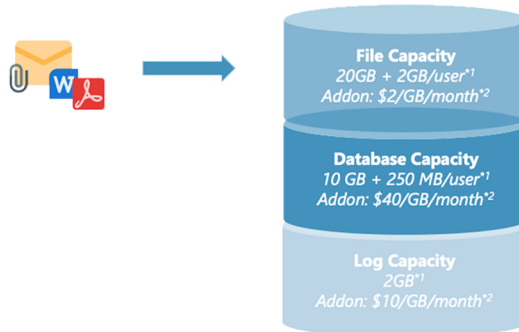 File Capacity
20GB + 2GB/user*1
Addon: $2/GB/month*2
W
Database Capacity
10 GB + 250 MB/user*1
Addon: $40/GB/month*2
Log Capacity
2GB*1
Addon: $10/GB/month*2